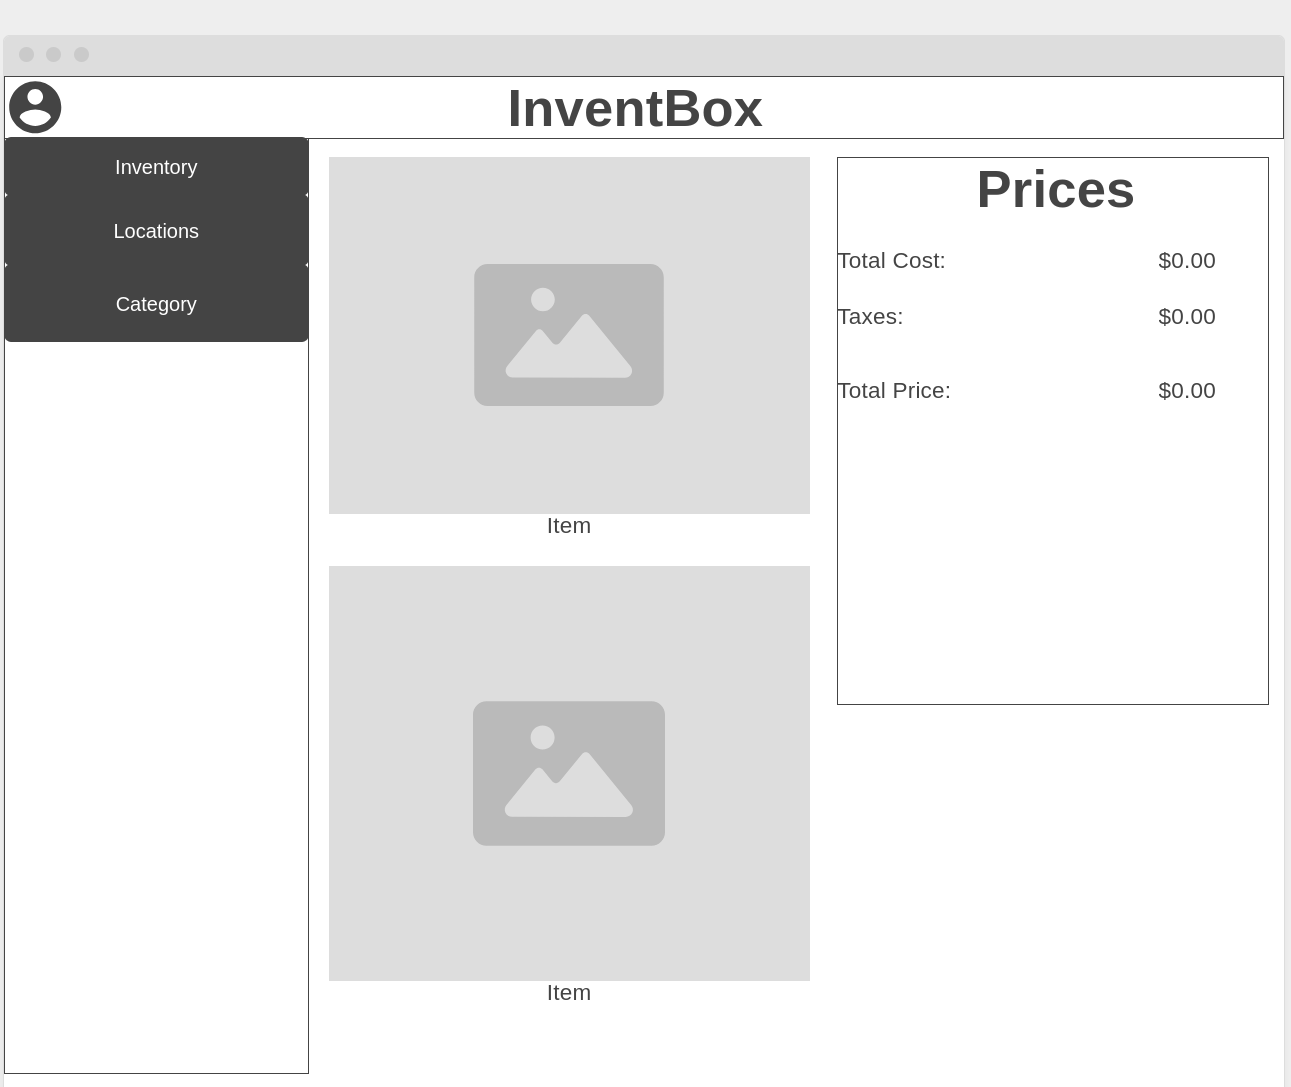 InventBox
Inventory
Locations
Category
Item
Item
Prices
Total Cost: $0.00
Taxes: $0.00
Total Price: $0.00